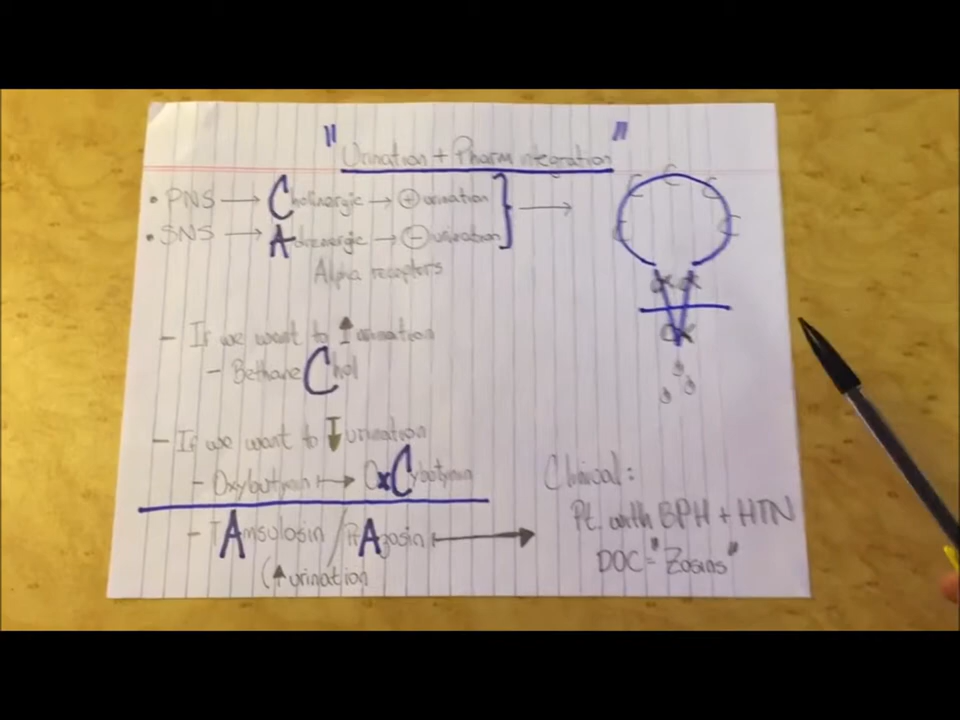 " Urination + Pharm integration "
• PNS → Cholinergic → ⊕ urination
• SNS → Adrenergic → ⊖ urination
Alpha receptors
- If we want to ↑ urination
- BethaneChol
- If we want to ↓ urination
- Oxybutynin → OxCybutynin
- TAmsulosin / PrAzosin →
(↑ urination
C C C C C
α α
α
Clinical:
Pt. with BPH + HTN
DOC = "Zosins"